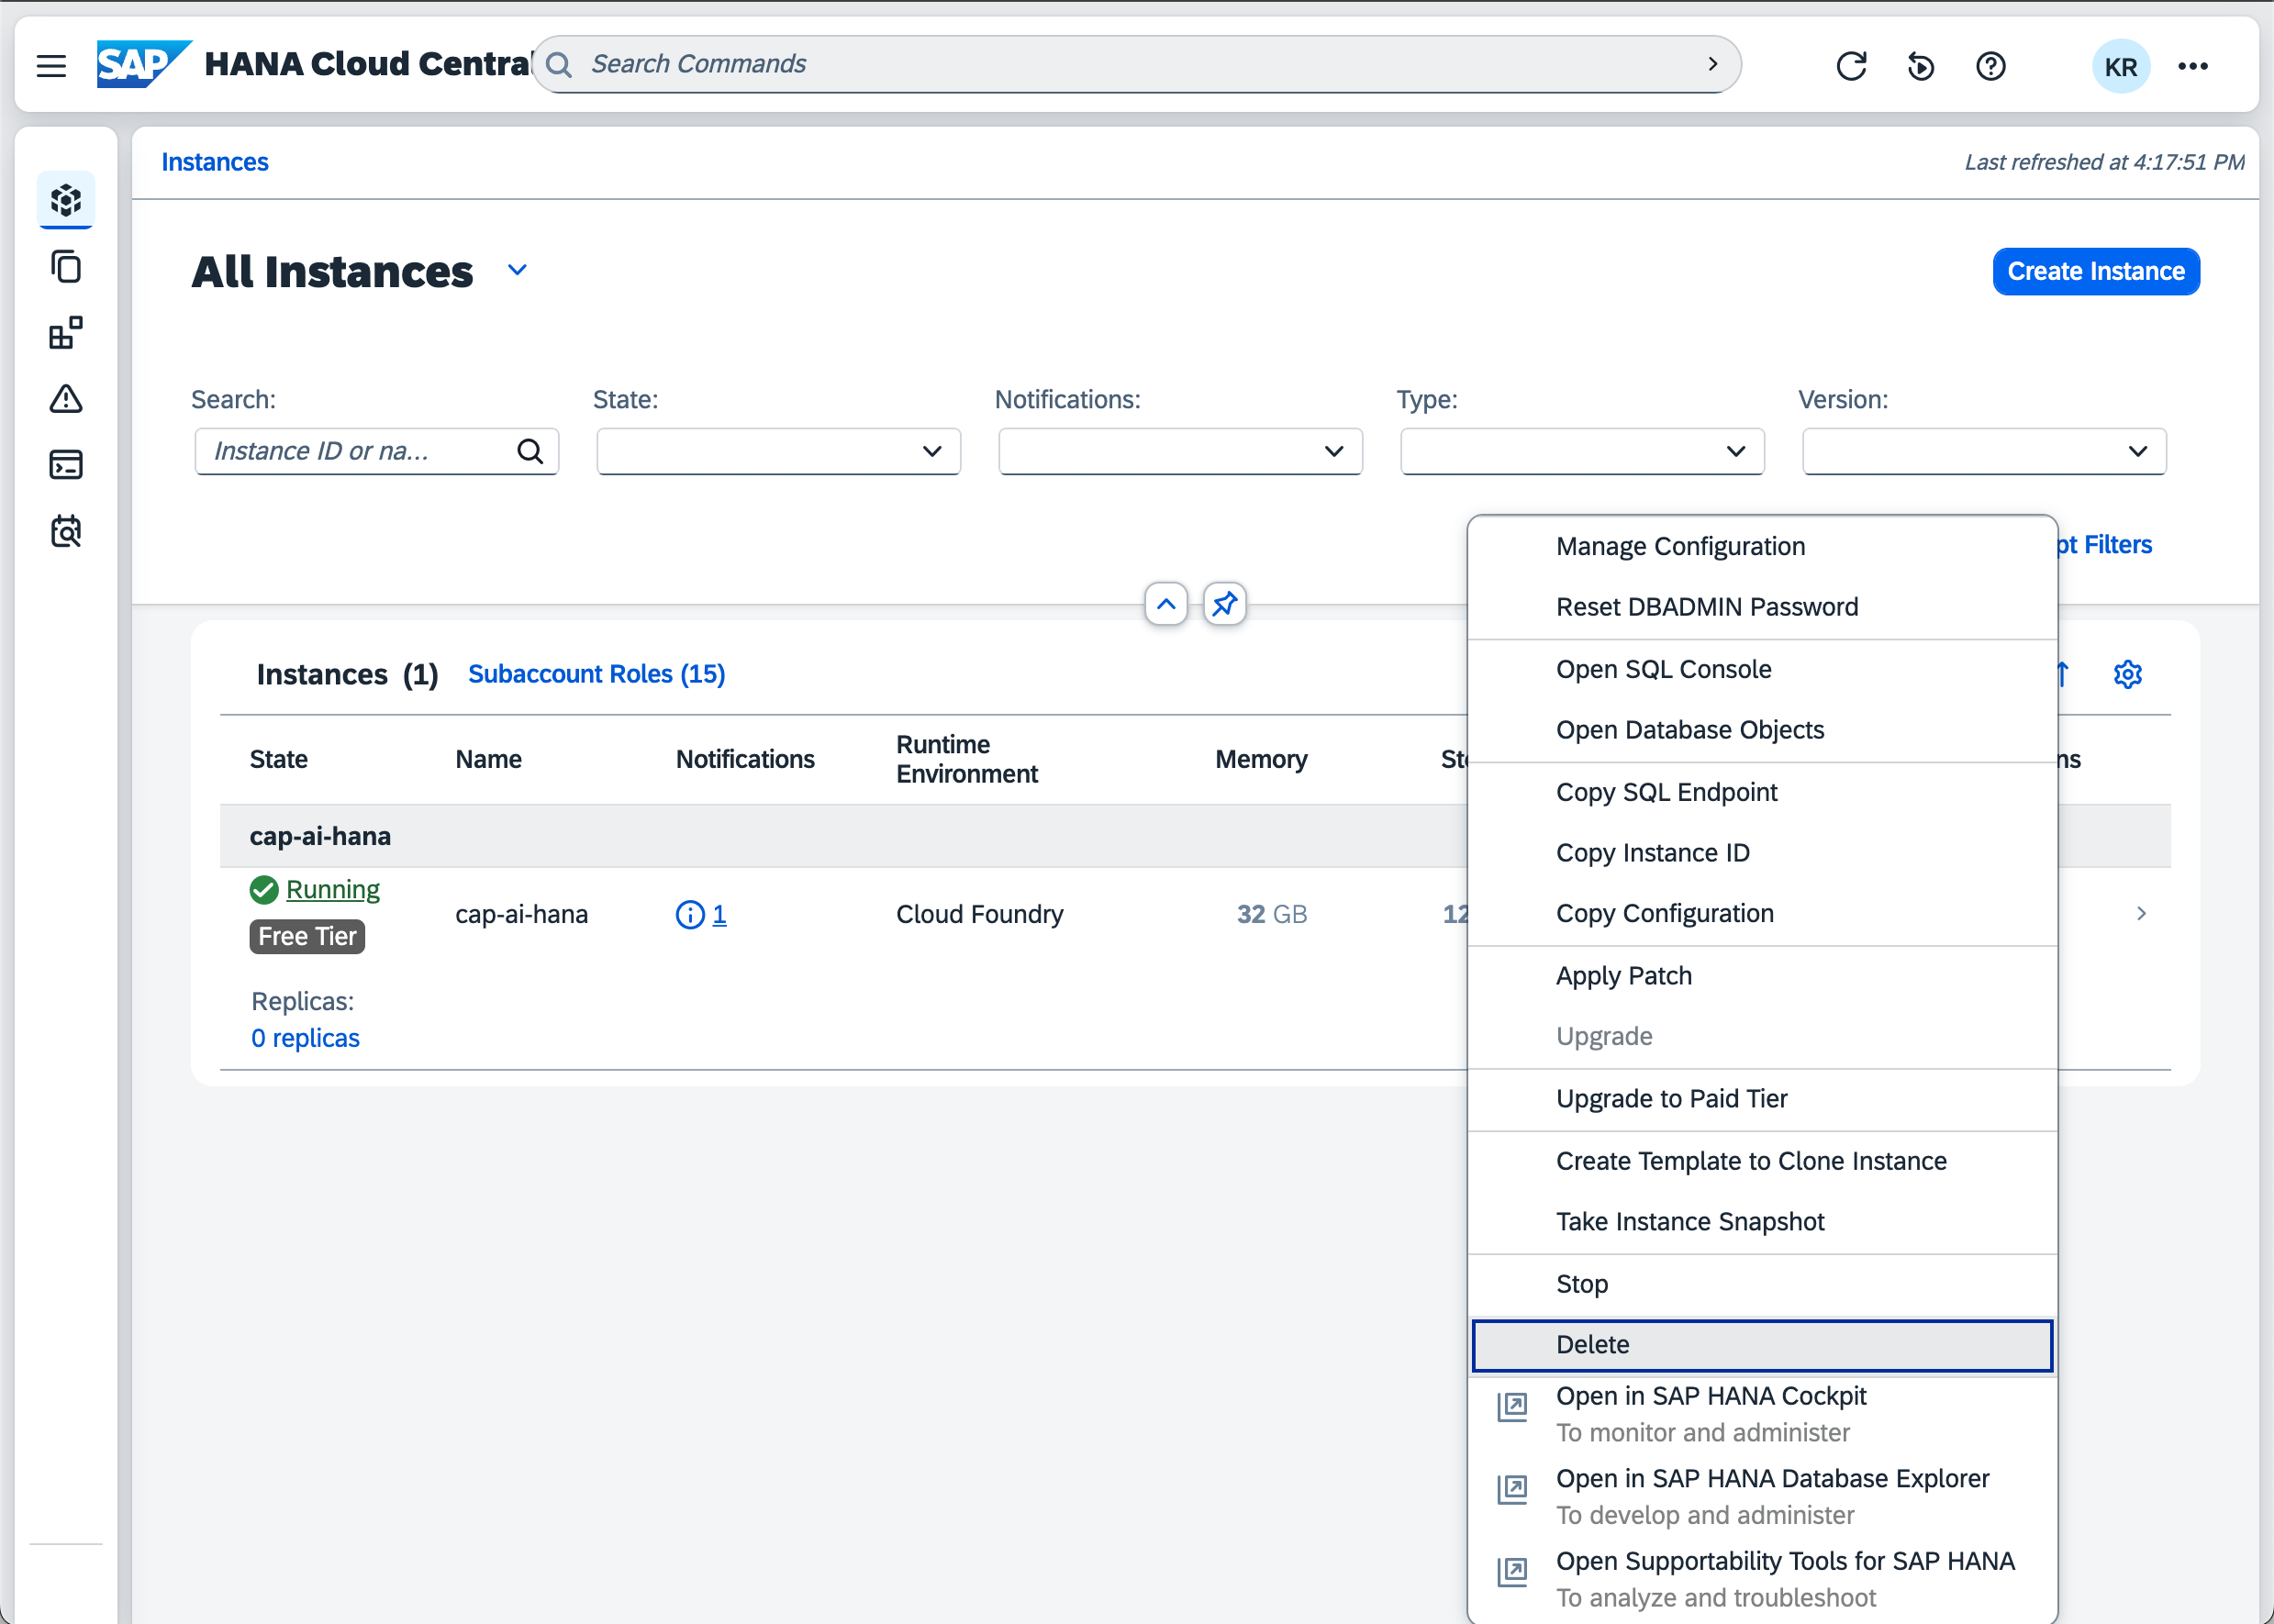 SAP HANA Cloud Central
Search Commands
KR
Instances
Last refreshed at 4:17:51 PM
All Instances
Create Instance
Search:
State:
Notifications:
Type:
Version:
Instance ID or na...
pt Filters
Instances (1)
Subaccount Roles (15)
State
Name
Notifications
Runtime
Environment
Memory
Sto
ns
cap-ai-hana
Running
Free Tier
cap-ai-hana
1
Cloud Foundry
32 GB
12
Replicas:
0 replicas
Manage Configuration
Reset DBADMIN Password
Open SQL Console
Open Database Objects
Copy SQL Endpoint
Copy Instance ID
Copy Configuration
Apply Patch
Upgrade
Upgrade to Paid Tier
Create Template to Clone Instance
Take Instance Snapshot
Stop
Delete
Open in SAP HANA Cockpit
To monitor and administer
Open in SAP HANA Database Explorer
To develop and administer
Open Supportability Tools for SAP HANA
To analyze and troubleshoot